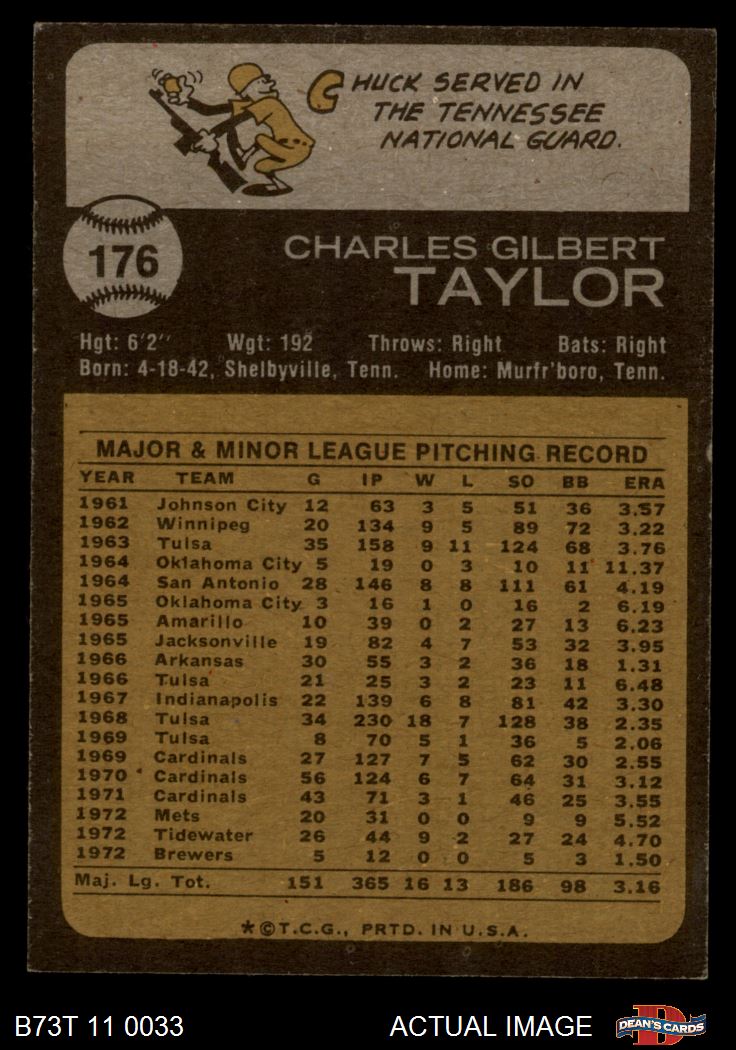 CHUCK SERVED IN
THE TENNESSEE
NATIONAL GUARD.
176
CHARLES GILBERT
TAYLOR
Hgt: 6'2" Wgt: 192 Throws: Right Bats: Right
Born: 4-18-42, Shelbyville, Tenn. Home: Murfr'boro, Tenn.
MAJOR & MINOR LEAGUE PITCHING RECORD
YEAR TEAM G IP W L SO BB ERA
1961 Johnson City 12 63 3 5 51 36 3.57
1962 Winnipeg 20 134 9 5 89 72 3.22
1963 Tulsa 35 158 9 11 124 68 3.76
1964 Oklahoma City 5 19 0 3 10 11 11.37
1964 San Antonio 28 146 8 8 111 61 4.19
1965 Oklahoma City 3 16 1 0 16 2 6.19
1965 Amarillo 10 39 0 2 27 13 6.23
1965 Jacksonville 19 82 4 7 53 32 3.95
1966 Arkansas 30 55 3 2 36 18 1.31
1966 Tulsa 21 25 3 2 23 11 6.48
1967 Indianapolis 22 139 6 8 81 42 3.30
1968 Tulsa 34 230 18 7 128 38 2.35
1969 Tulsa 8 70 5 1 36 5 2.06
1969 Cardinals 27 127 7 5 62 30 2.55
1970 Cardinals 56 124 6 7 64 31 3.12
1971 Cardinals 43 71 3 1 46 25 3.55
1972 Mets 20 31 0 0 9 9 5.52
1972 Tidewater 26 44 9 2 27 24 4.70
1972 Brewers 5 12 0 0 5 3 1.50
Maj. Lg. Tot. 151 365 16 13 186 98 3.16
*©T.C.G., PRTD. IN U.S.A.
B73T 11 0033 ACTUAL IMAGE D DEAN'S CARDS